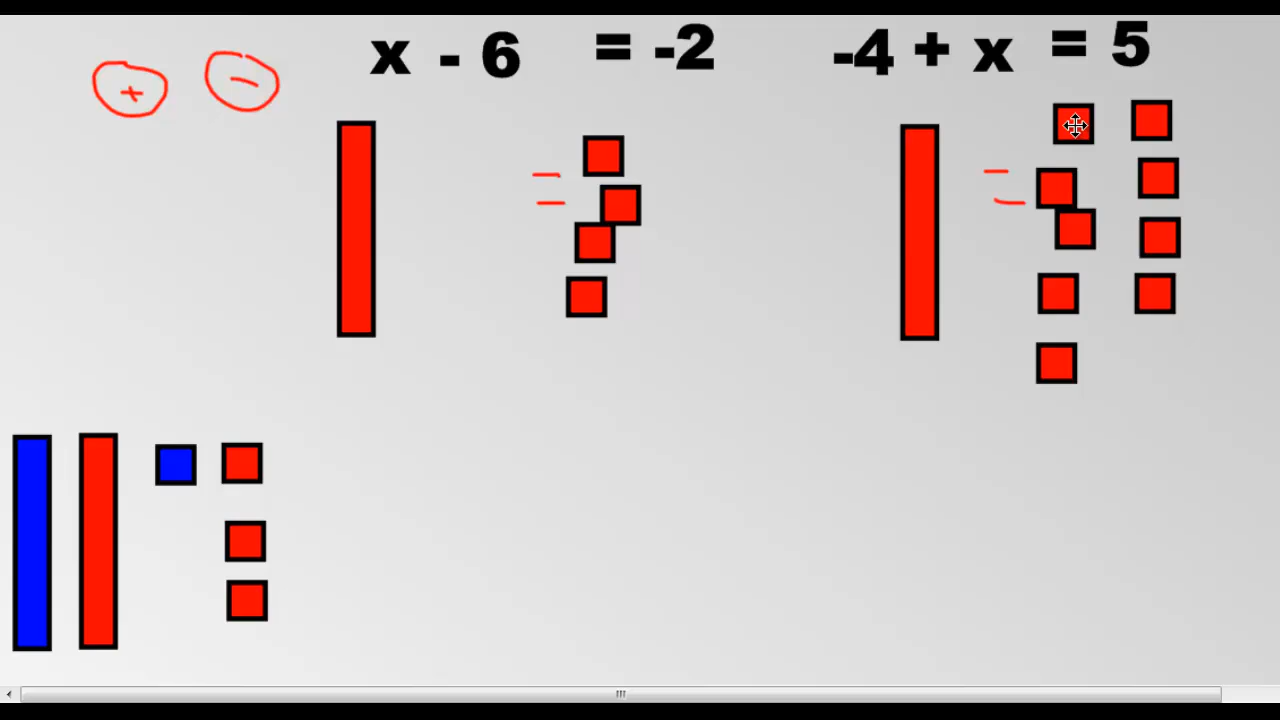 x - 6 = -2
-4 + x = 5
+ -
=
=